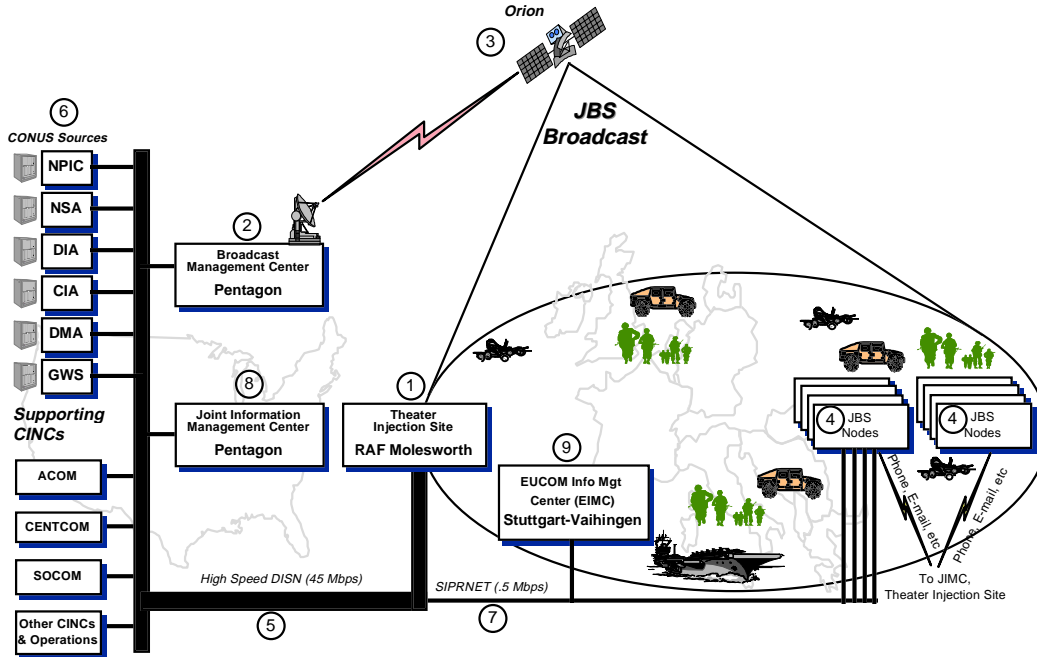 Orion
3
JBS
Broadcast
6
CONUS Sources
NPIC
NSA
DIA
CIA
DMA
GWS
2
Broadcast
Management Center
Pentagon
8
Joint Information
Management Center
Pentagon
1
Theater
Injection Site
RAF Molesworth
9
EUCOM Info Mgt
Center (EIMC)
Stuttgart-Vaihingen
4
JBS
Nodes
4
JBS
Nodes
Phone, E-mail, etc
Phone, E-mail, etc
To JIMC,
Theater Injection Site
Supporting
CINCs
ACOM
CENTCOM
SOCOM
Other CINCs
& Operations
High Speed DISN (45 Mbps)
5
SIPRNET (.5 Mbps)
7